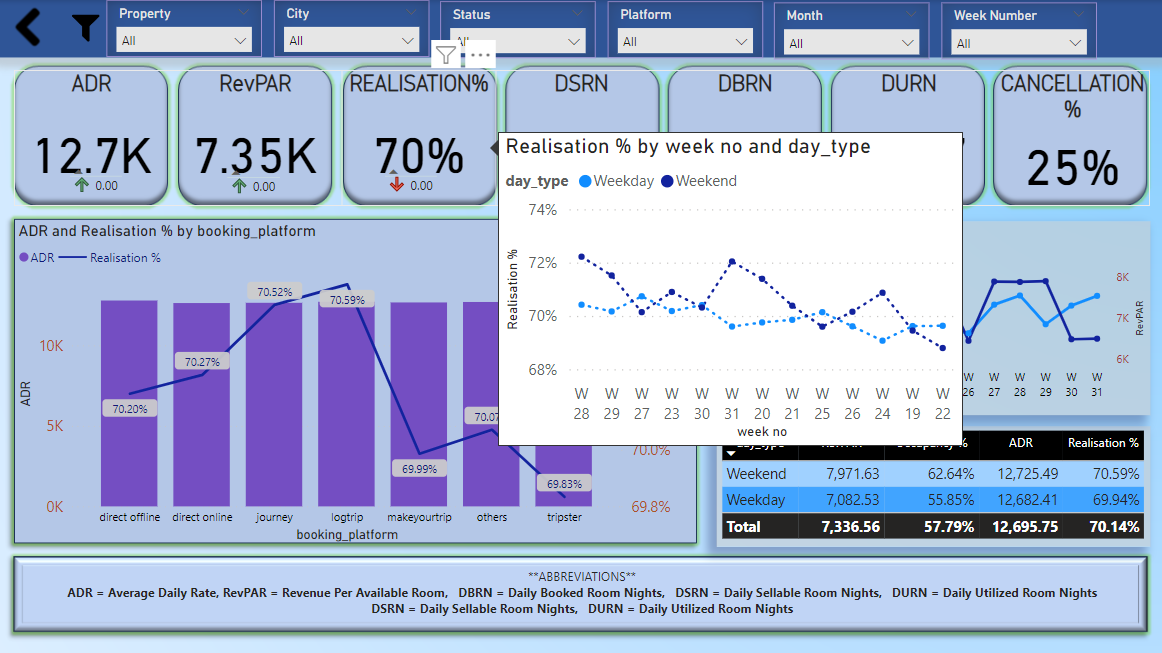 Property
City
Status
Platform
Month
Week Number
All
All
All
All
All
All
ADR
12.7K
0.00
RevPAR
7.35K
0.00
REALISATION%
70%
0.00
DSRN
DBRN
DURN
CANCELLATION
%
25%
Realisation % by week no and day_type
day_type Weekday Weekend
74%
72%
70%
68%
Realisation %
W W W W W W W W W W W W W
28 29 27 23 30 31 20 21 25 26 24 19 22
week no
ADR and Realisation % by booking_platform
ADR Realisation %
10K
5K
0K
ADR
70.20%
70.27%
70.52%
70.59%
69.99%
70.07
69.83%
70.0%
69.8%
direct offline direct online journey logtrip makeyourtrip others tripster
booking_platform
8K
7K
6K
RevPAR
W W W W W W
26 27 28 29 30 31
ADR Realisation %
Weekend 7,971.63 62.64% 12,725.49 70.59%
Weekday 7,082.53 55.85% 12,682.41 69.94%
Total 7,336.56 57.79% 12,695.75 70.14%
**ABBREVIATIONS**
ADR = Average Daily Rate, RevPAR = Revenue Per Available Room, DBRN = Daily Booked Room Nights, DSRN = Daily Sellable Room Nights, DURN = Daily Utilized Room Nights
DSRN = Daily Sellable Room Nights, DURN = Daily Utilized Room Nights